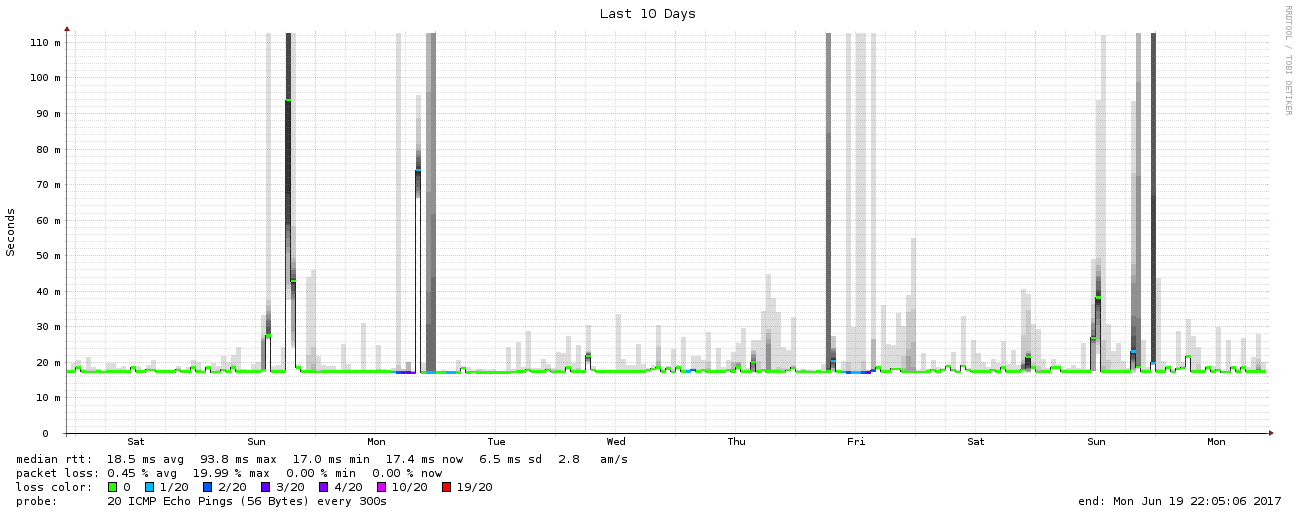 Last 10 Days
RRDTOOL / TOBI OETIKER
Seconds
110 m
100 m
90 m
80 m
70 m
60 m
50 m
40 m
30 m
20 m
10 m
0
Sat Sun Mon Tue Wed Thu Fri Sat Sun Mon
median rtt: 18.5 ms avg 93.8 ms max 17.0 ms min 17.4 ms now 6.5 ms sd 2.8 am/s
packet loss: 0.45 % avg 19.99 % max 0.00 % min 0.00 % now
loss color: 0 1/20 2/20 3/20 4/20 10/20 19/20
probe: 20 ICMP Echo Pings (56 Bytes) every 300s end: Mon Jun 19 22:05:06 2017